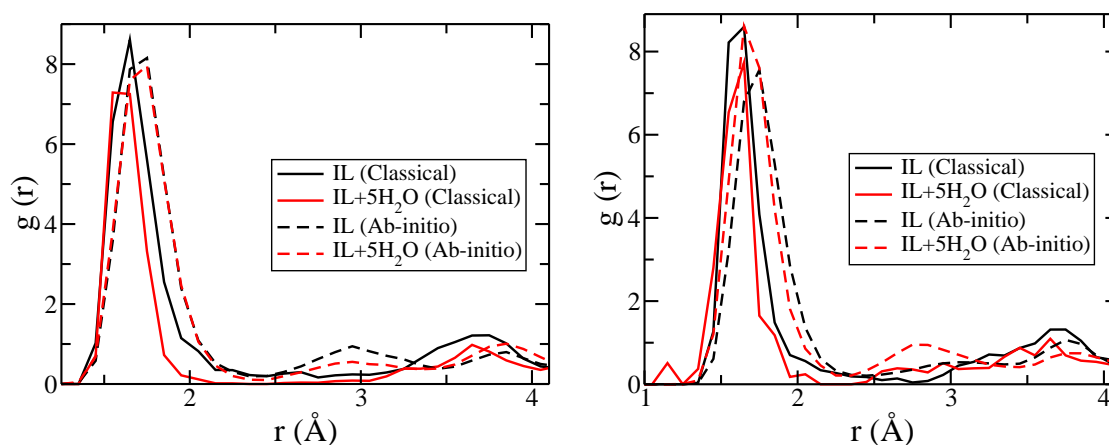 g (r)
8
6
4
2
0
IL (Classical)
IL+5H₂O (Classical)
IL (Ab-initio)
IL+5H₂O (Ab-initio)
2 3 4
r (Å)
g (r)
8
6
4
2
0
IL (Classical)
IL+5H₂O (Classical)
IL (Ab-initio)
IL+5H₂O (Ab-initio)
1 2 3 4
r (Å)